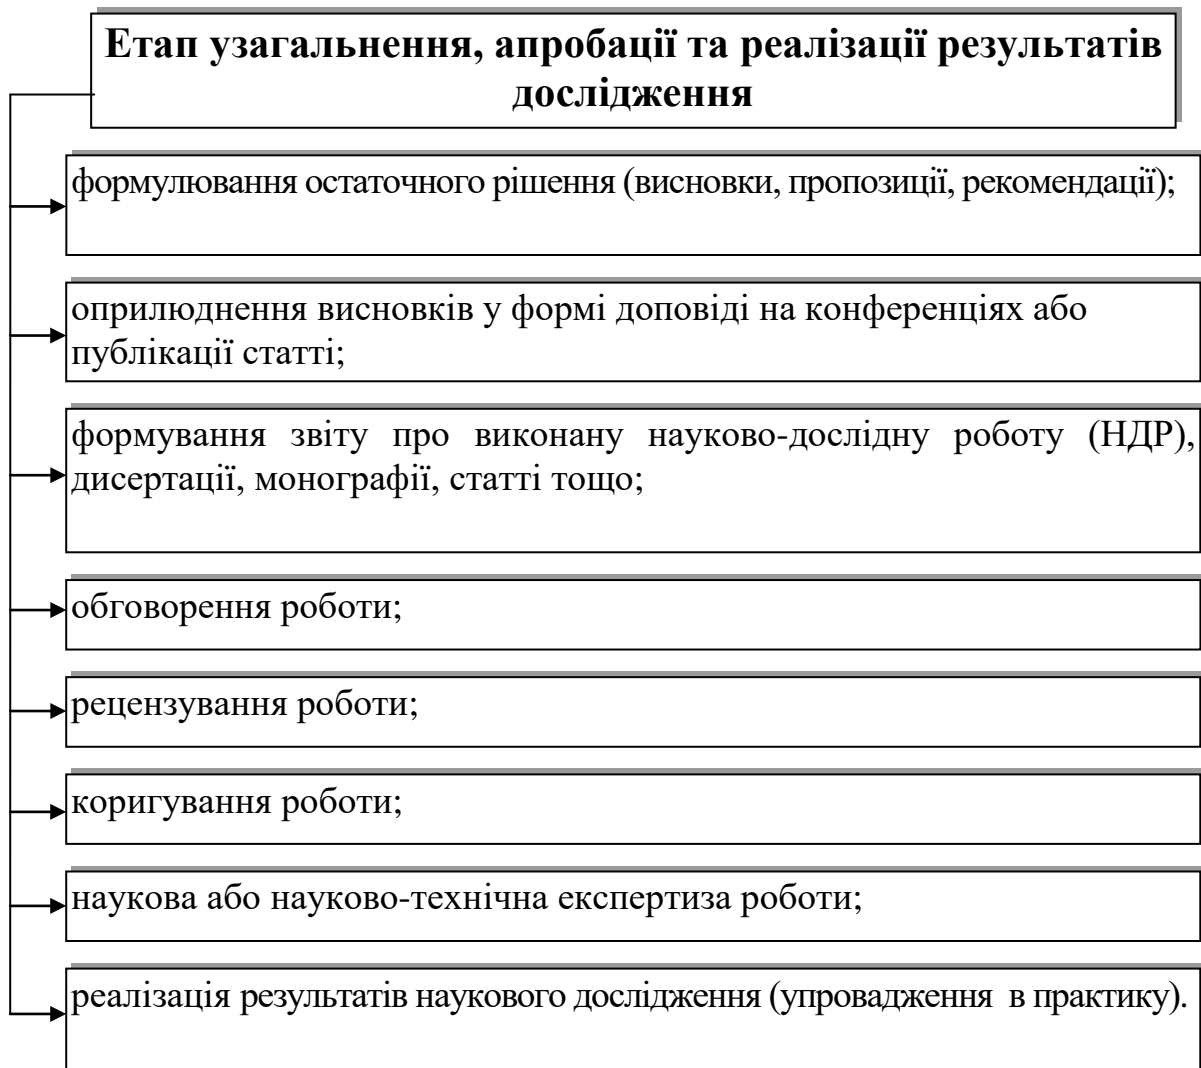 Етап узагальнення, апробації та реалізації результатів
дослідження
формулювання остаточного рішення (висновки, пропозиції, рекомендації);
оприлюднення висновків у формі доповіді на конференціях або
публікації статті;
формування звіту про виконану науково-дослідну роботу (НДР),
дисертації, монографії, статті тощо;
обговорення роботи;
рецензування роботи;
коригування роботи;
наукова або науково-технічна експертиза роботи;
реалізація результатів наукового дослідження (упровадження в практику).